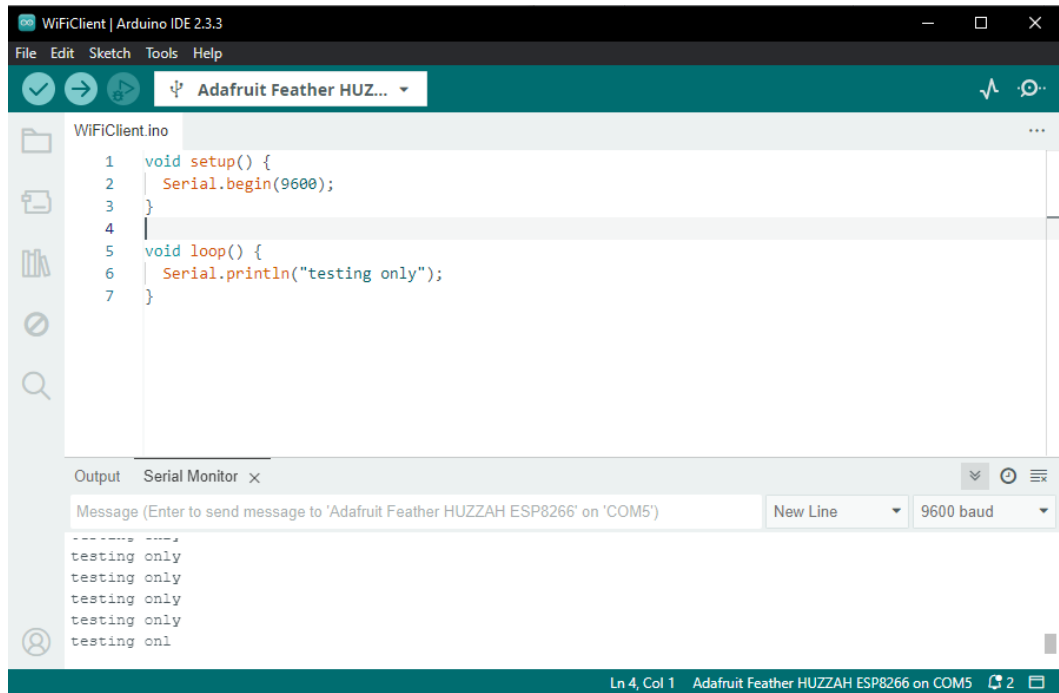 WiFiClient | Arduino IDE 2.3.3
File Edit Sketch Tools Help
Adafruit Feather HUZ...
WiFiClient.ino
1 void setup() {
2 Serial.begin(9600);
3 }
4
5 void loop() {
6 Serial.println("testing only");
7 }
Output Serial Monitor
Message (Enter to send message to 'Adafruit Feather HUZZAH ESP8266' on 'COM5') New Line 9600 baud
testing only
testing only
testing only
testing only
testing onl
Ln 4, Col 1 Adafruit Feather HUZZAH ESP8266 on COM5 2